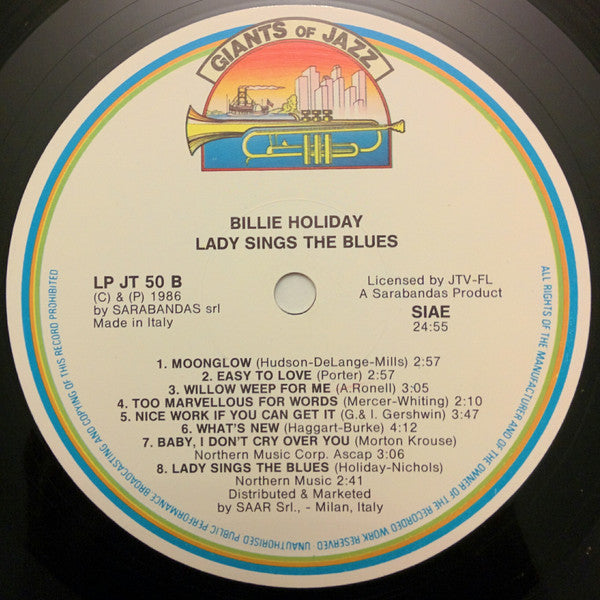 GIANTS OF JAZZ
BILLIE HOLIDAY
LADY SINGS THE BLUES
LP JT 50 B
(C) & (P) 1986
by SARABANDAS srl
Made in Italy
Licensed by JTV-FL
A Sarabandas Product
SIAE
24:55
1. MOONGLOW (Hudson-DeLange-Mills) 2:57
2. EASY TO LOVE (Porter) 2:57
3. WILLOW WEEP FOR ME (A.Ronell) 3:05
4. TOO MARVELLOUS FOR WORDS (Mercer-Whiting) 2:10
5. NICE WORK IF YOU CAN GET IT (G.& I. Gershwin) 3:47
6. WHAT'S NEW (Haggart-Burke) 4:12
7. BABY, I DON'T CRY OVER YOU (Morton Krouse)
Northern Music Corp. Ascap 3:06
8. LADY SINGS THE BLUES (Holiday-Nichols)
Northern Music 2:41
Distributed & Marketed
by SAAR Srl., - Milan, Italy
ALL RIGHTS OF THE MANUFACTURER AND OF THE OWNER OF THE RECORDED WORK RESERVED. UNAUTHORISED PUBLIC PERFORMANCE BROADCASTING AND COPYING OF THIS RECORD PROHIBITED